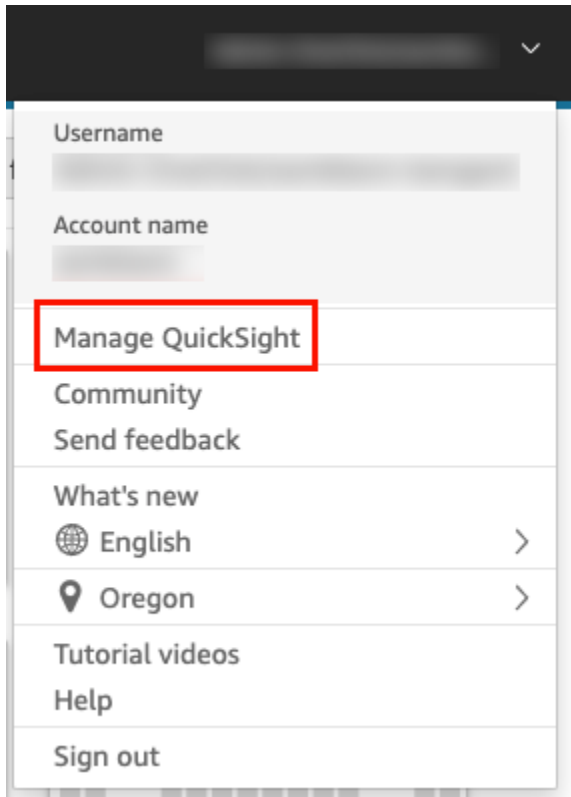 Username
Account name
Manage QuickSight
Community
Send feedback
What's new
English
Oregon
Tutorial videos
Help
Sign out